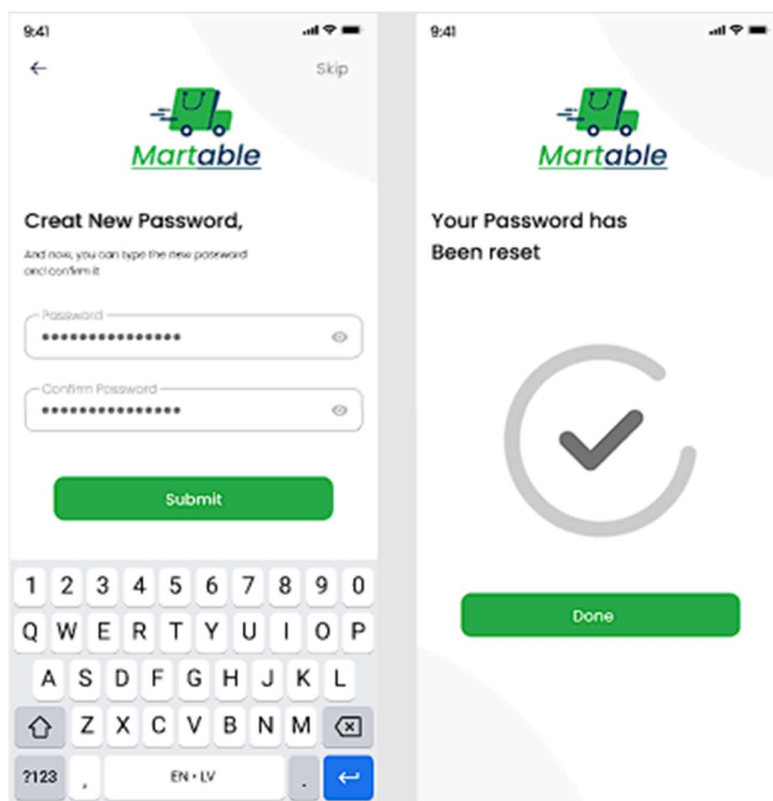 9:41
Skip
Martable
Creat New Password,
And now, you can type the new password
and confirm it
Password
Confirm Password
Submit
1 2 3 4 5 6 7 8 9 0
Q W E R T Y U I O P
A S D F G H J K L
Z X C V B N M
?123 , EN • LV .
9:41
Martable
Your Password has
Been reset
Done